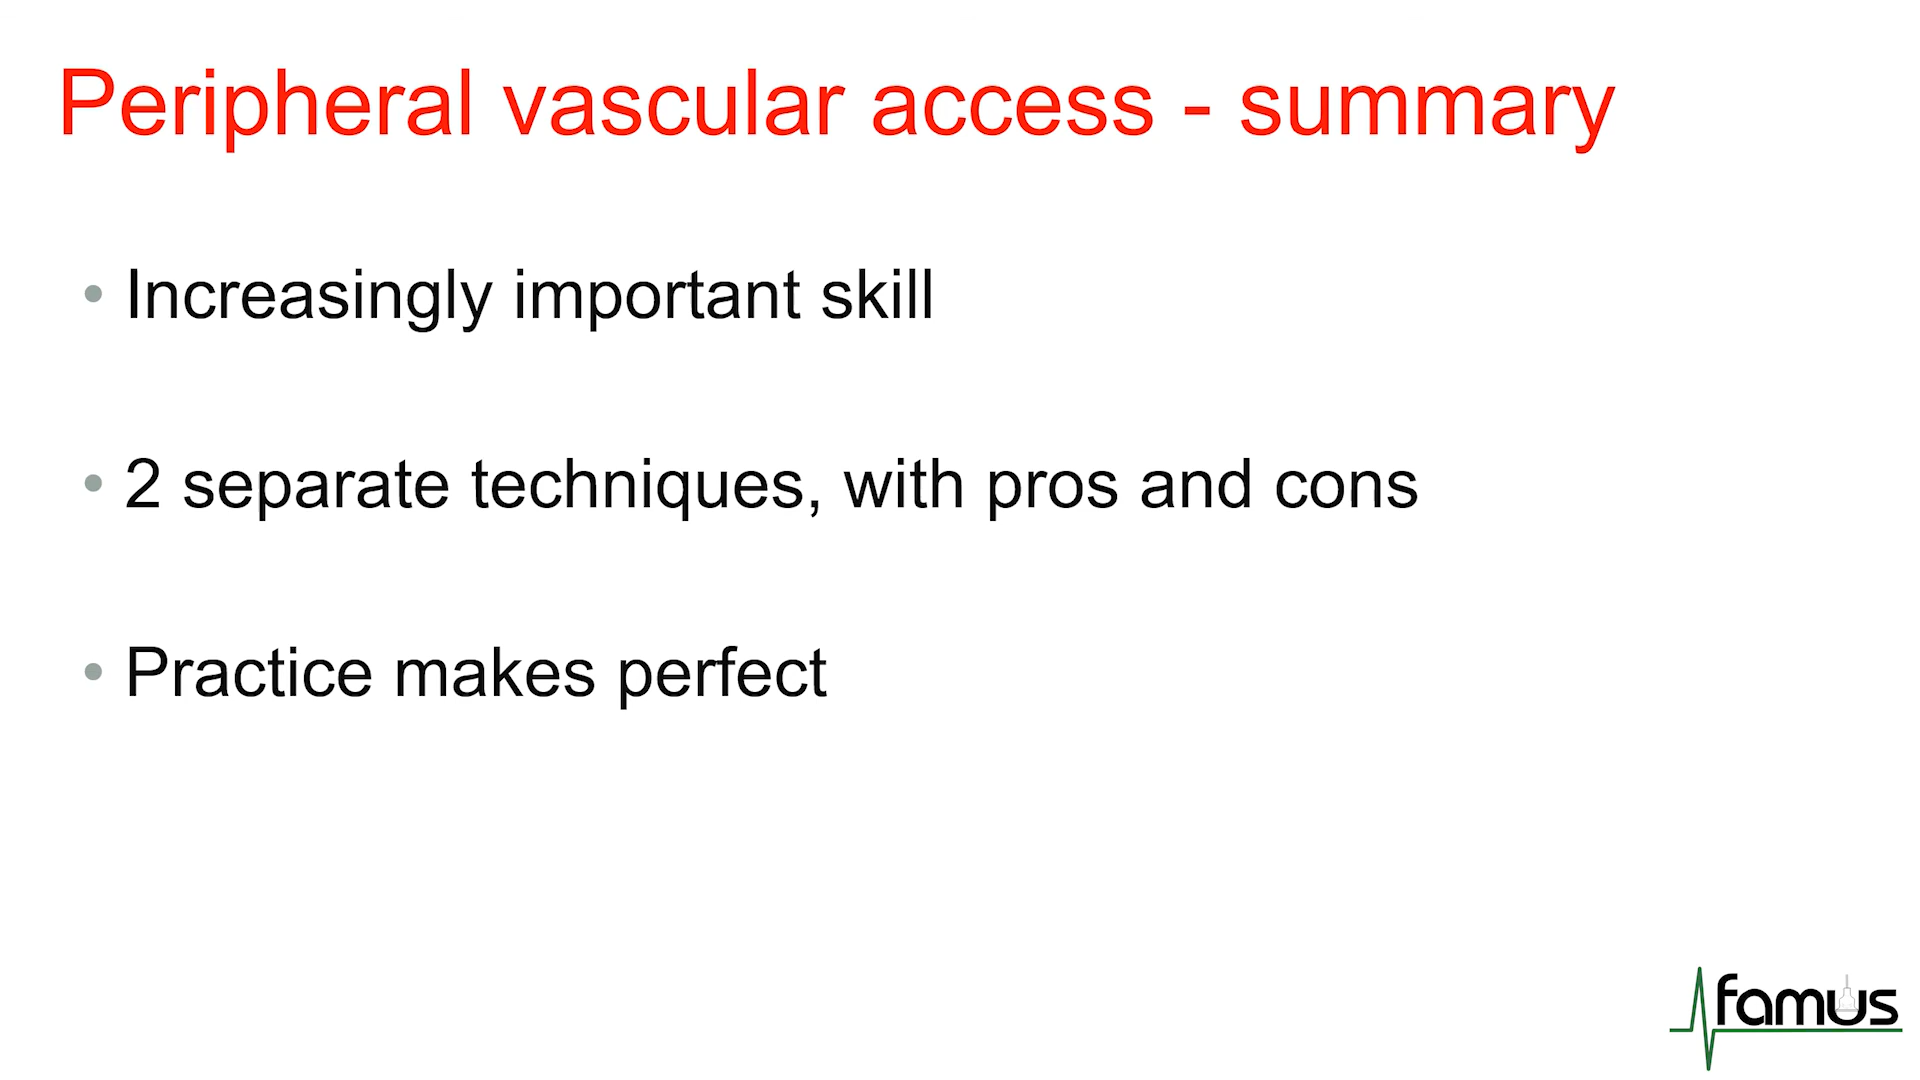 Peripheral vascular access - summary
• Increasingly important skill
• 2 separate techniques, with pros and cons
• Practice makes perfect
famus